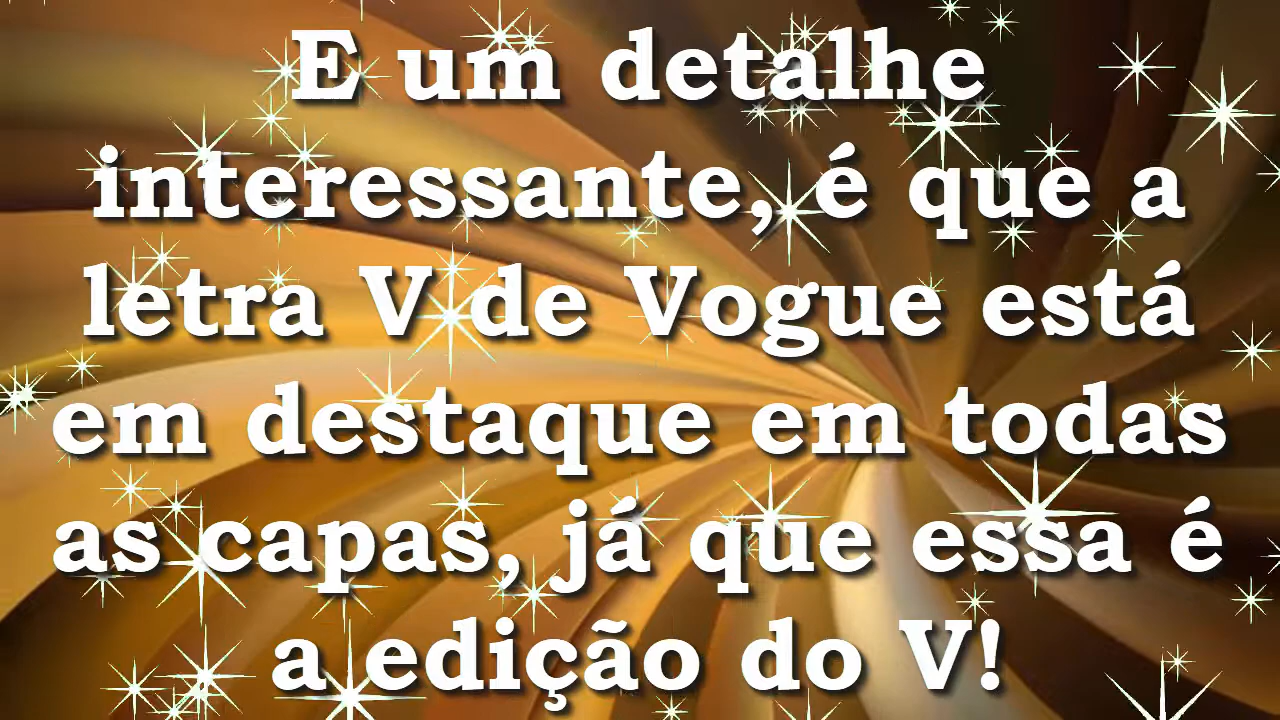 E um detalhe
interessante, é que a
letra V de Vogue está
em destaque em todas
as capas, já que essa é
a edição do V!